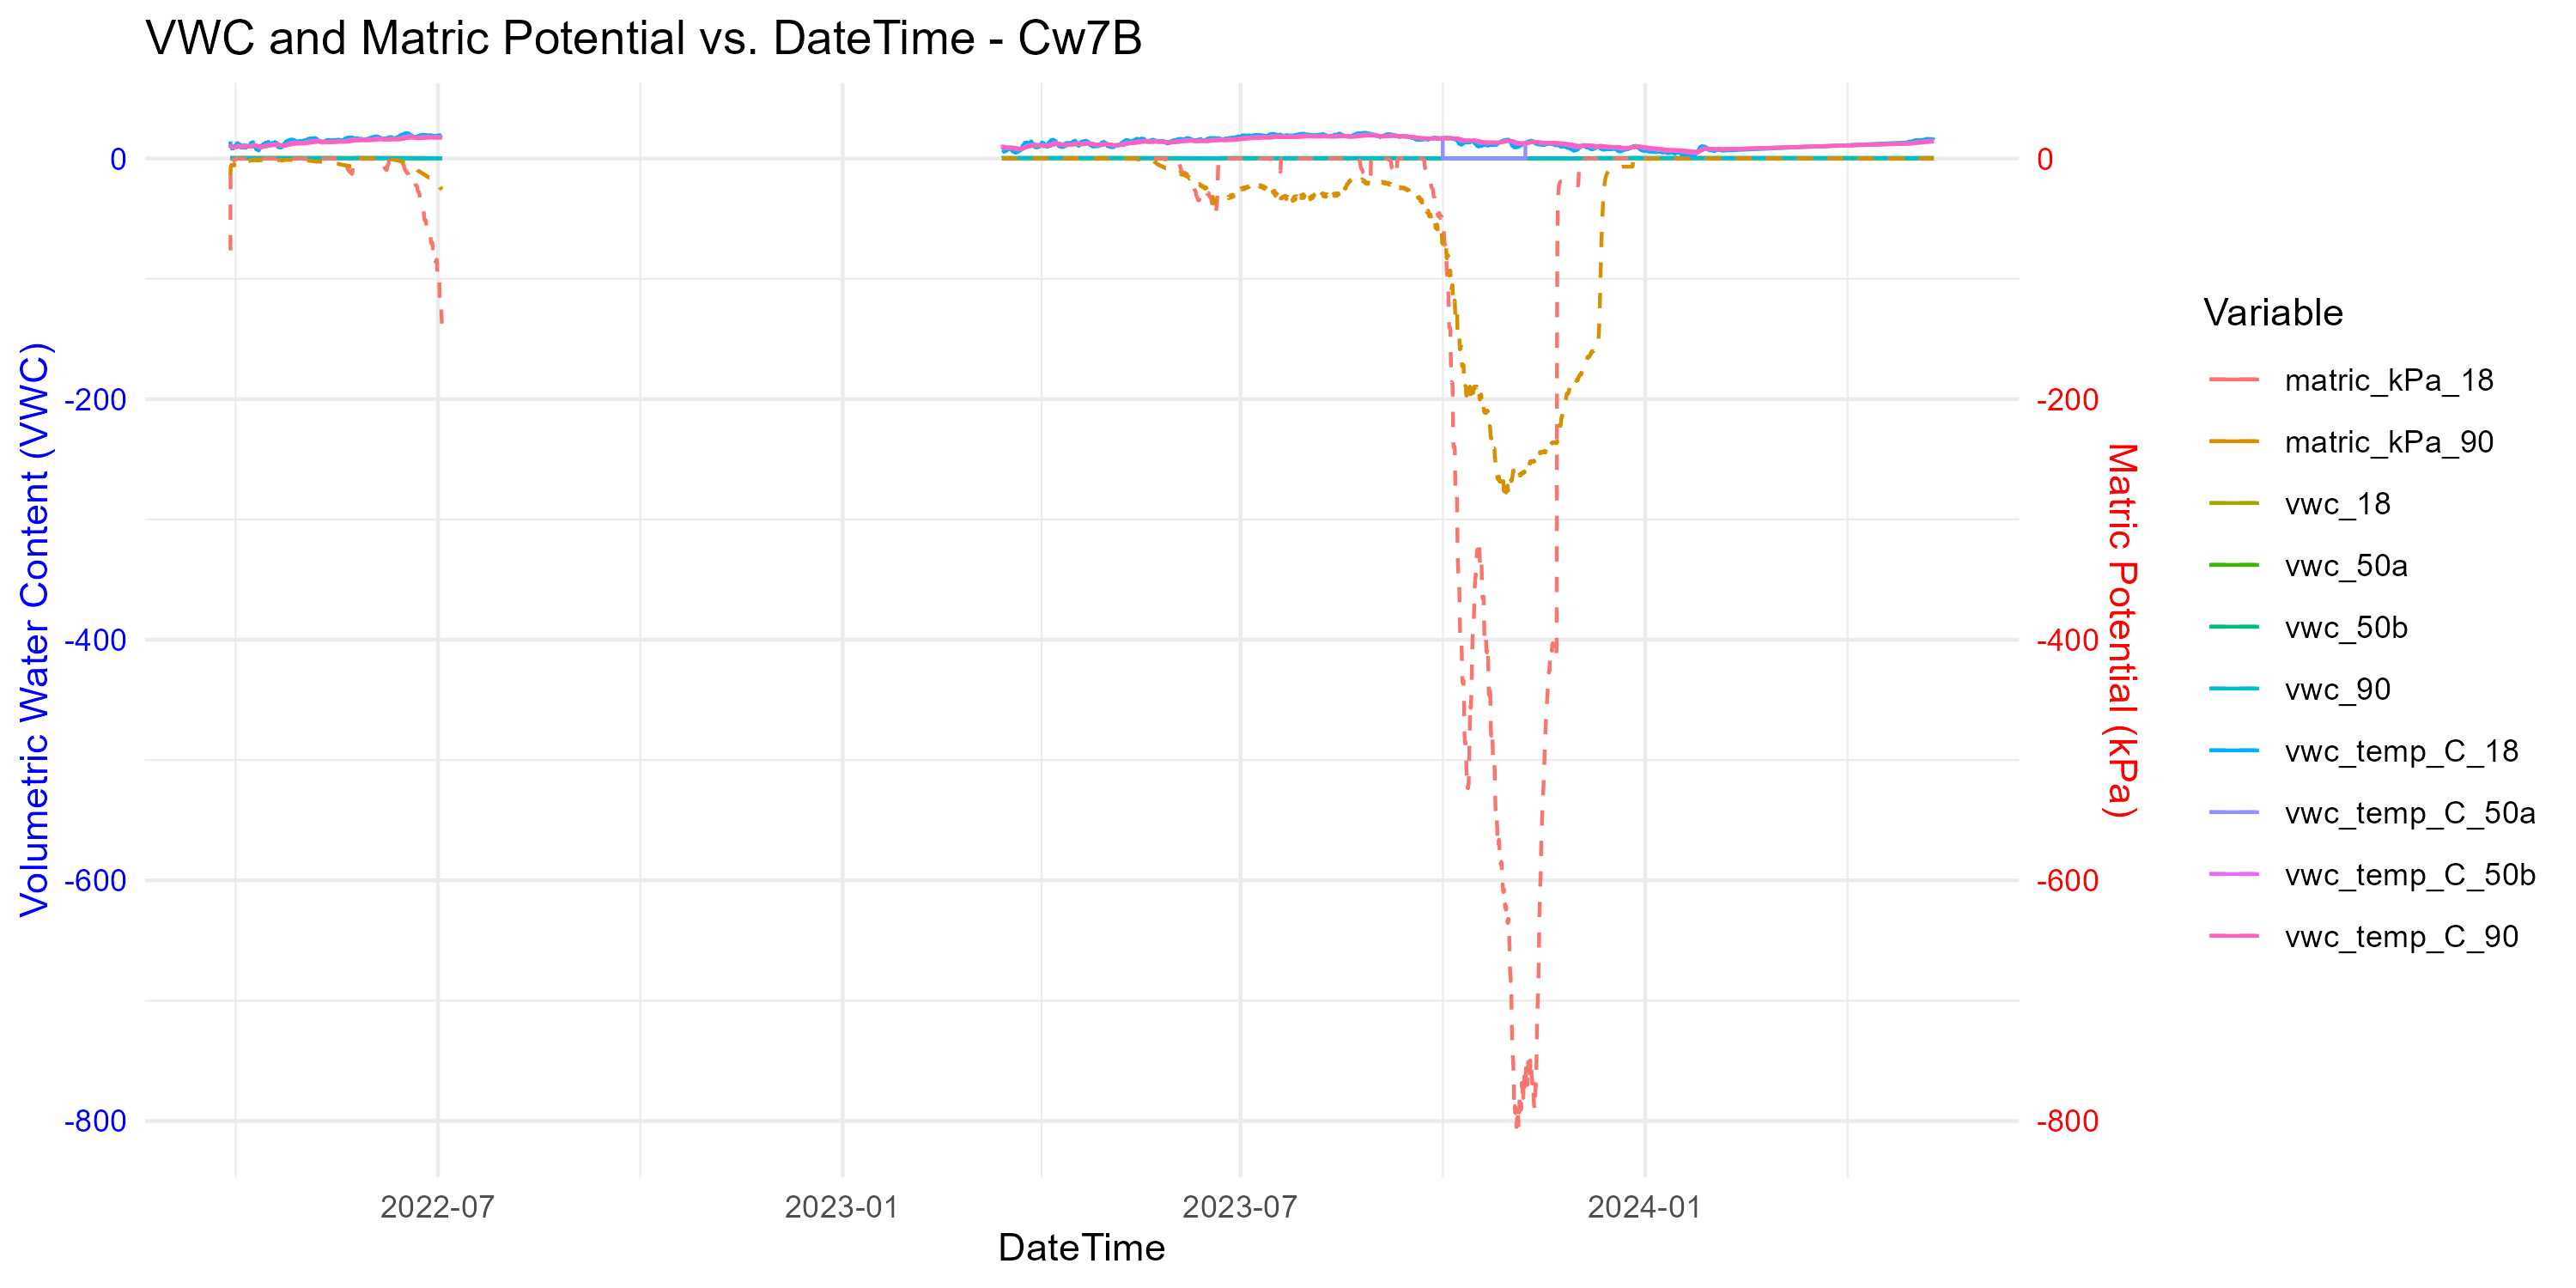 VWC and Matric Potential vs. DateTime - Cw7B
Volumetric Water Content (VWC)
0
-200
-400
-600
-800
0
-200
-400
-600
-800
Matric Potential (kPa)
2022-07
2023-01
2023-07
2024-01
DateTime
Variable
matric_kPa_18
matric_kPa_90
vwc_18
vwc_50a
vwc_50b
vwc_90
vwc_temp_C_18
vwc_temp_C_50a
vwc_temp_C_50b
vwc_temp_C_90